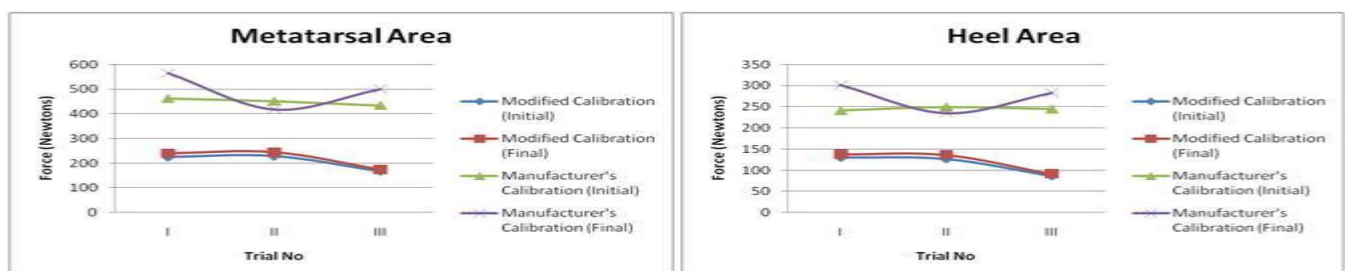 Metatarsal Area
Force (Newtons)
600
500
400
300
200
100
0
I
II
III
Trial No
Modified Calibration
(Initial)
Modified Calibration
(Final)
Manufacturer's
Calibration (Initial)
Manufacturer's
Calibration (Final)
Heel Area
Force (Newtons)
350
300
250
200
150
100
50
0
I
II
III
Trial No
Modified Calibration
(Initial)
Modified Calibration
(Final)
Manufacturer's
Calibration (Initial)
Manufacturer's
Calibration (Final)